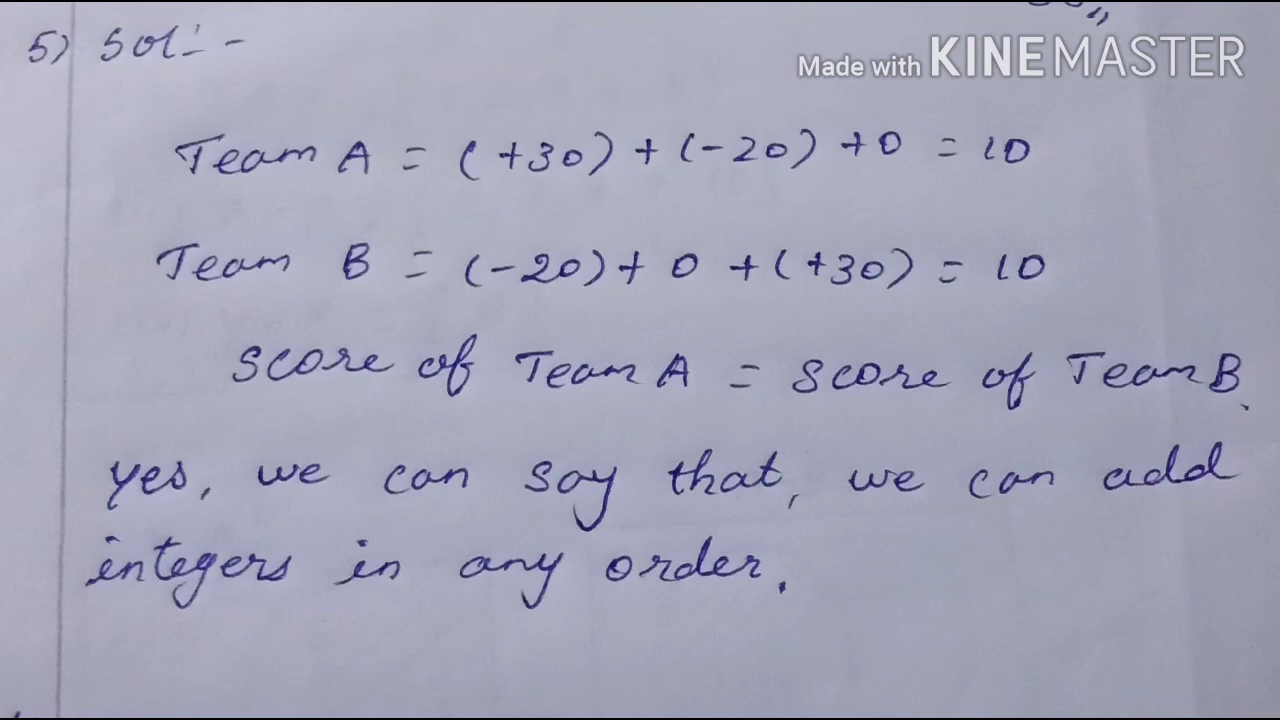 5) Sol:-
Made with KINEMASTER
Team A = (+30) + (-20) + 0 = 10
Team B = (-20) + 0 + (+30) = 10
Score of Team A = Score of Team B.
yes, we can say that, we can add
integers in any order.